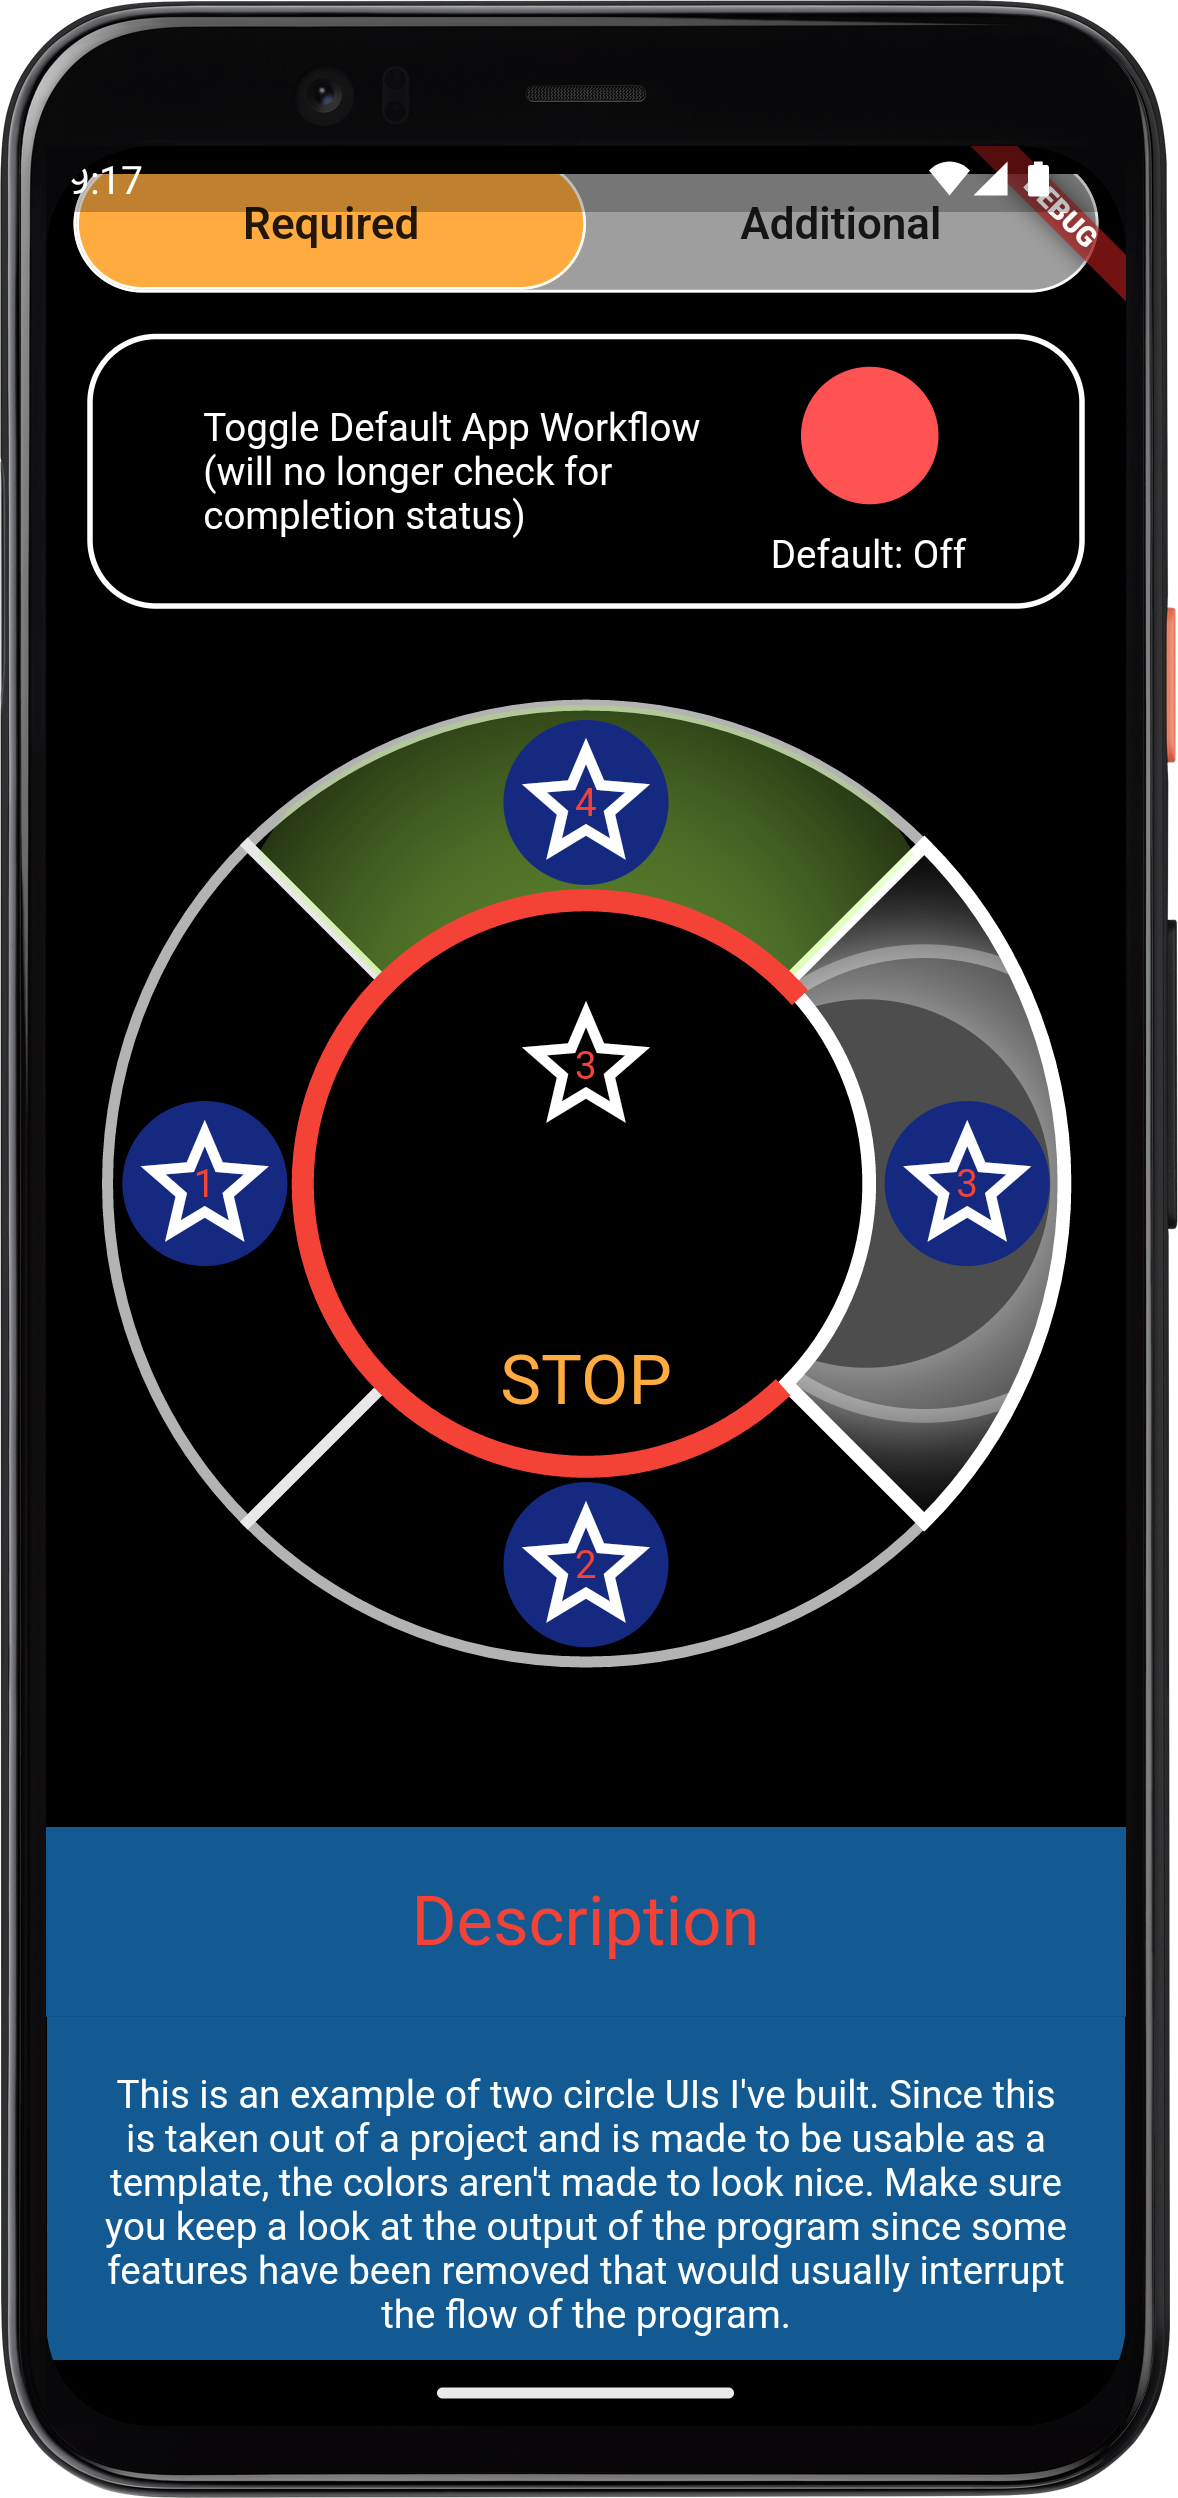 9:17
DEBUG
Required
Additional
Toggle Default App Workflow
(will no longer check for
completion status)
Default: Off
4
3
1
3
STOP
2
Description
This is an example of two circle UIs I've built. Since this
is taken out of a project and is made to be usable as a
template, the colors aren't made to look nice. Make sure
you keep a look at the output of the program since some
features have been removed that would usually interrupt
the flow of the program.